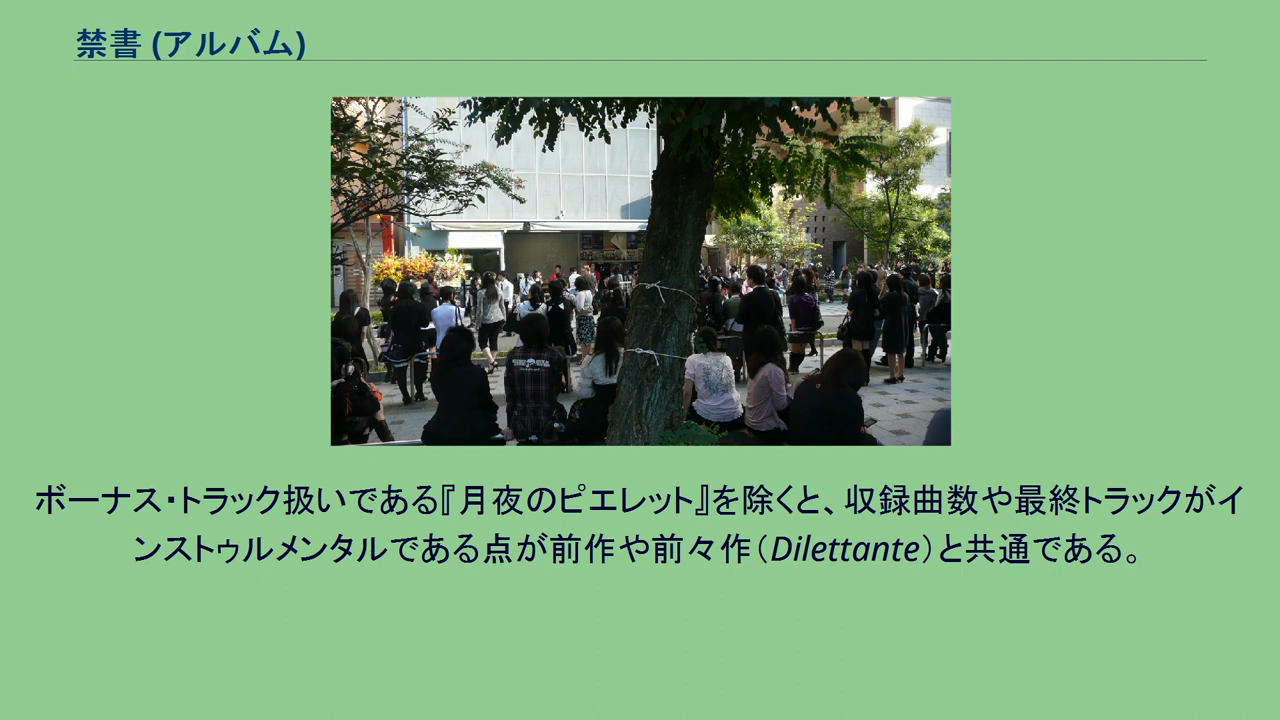 禁書 (アルバム)
ボーナス・トラック扱いである『月夜のピエレット』を除くと、収録曲数や最終トラックがイ
ンストゥルメンタルである点が前作や前々作（Dilettante）と共通である。